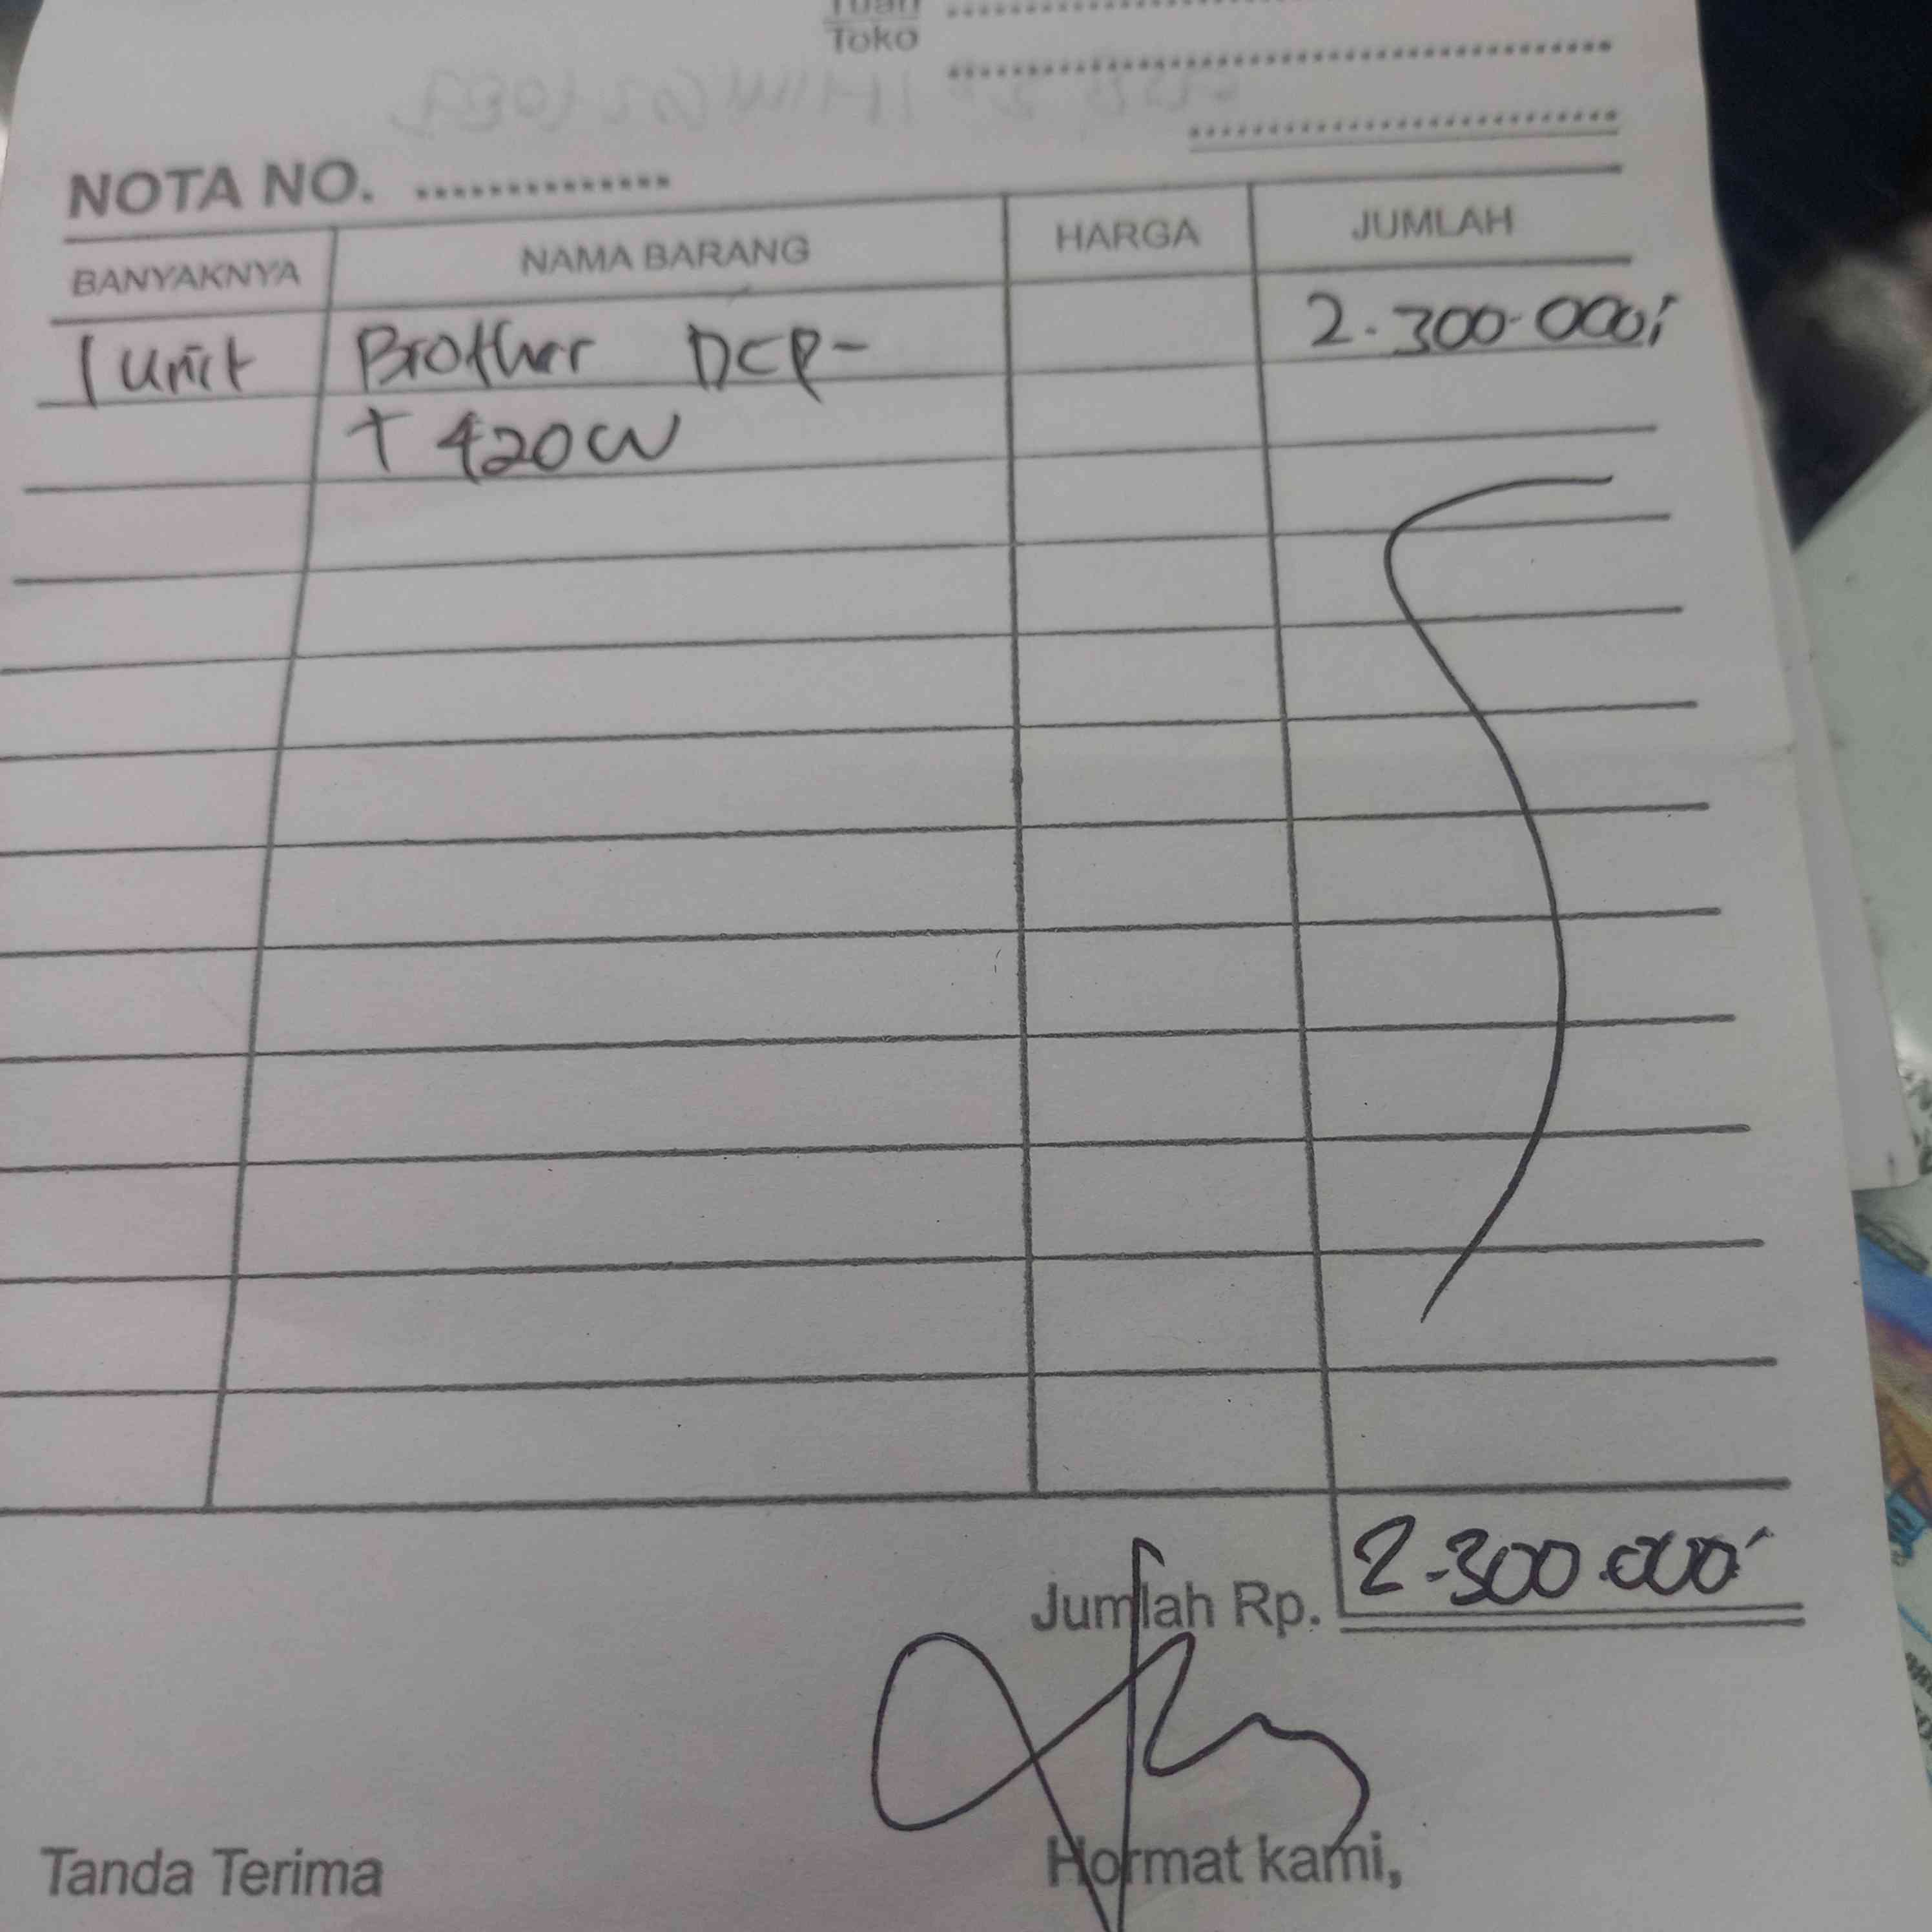 Tuan
Toko
NOTA NO. ...............
BANYAKNYA NAMA BARANG HARGA JUMLAH
1 unit Brother DCP- 2.300.000,-
T 420W
Jumlah Rp. 2.300.000,-
Tanda Terima Hormat kami,